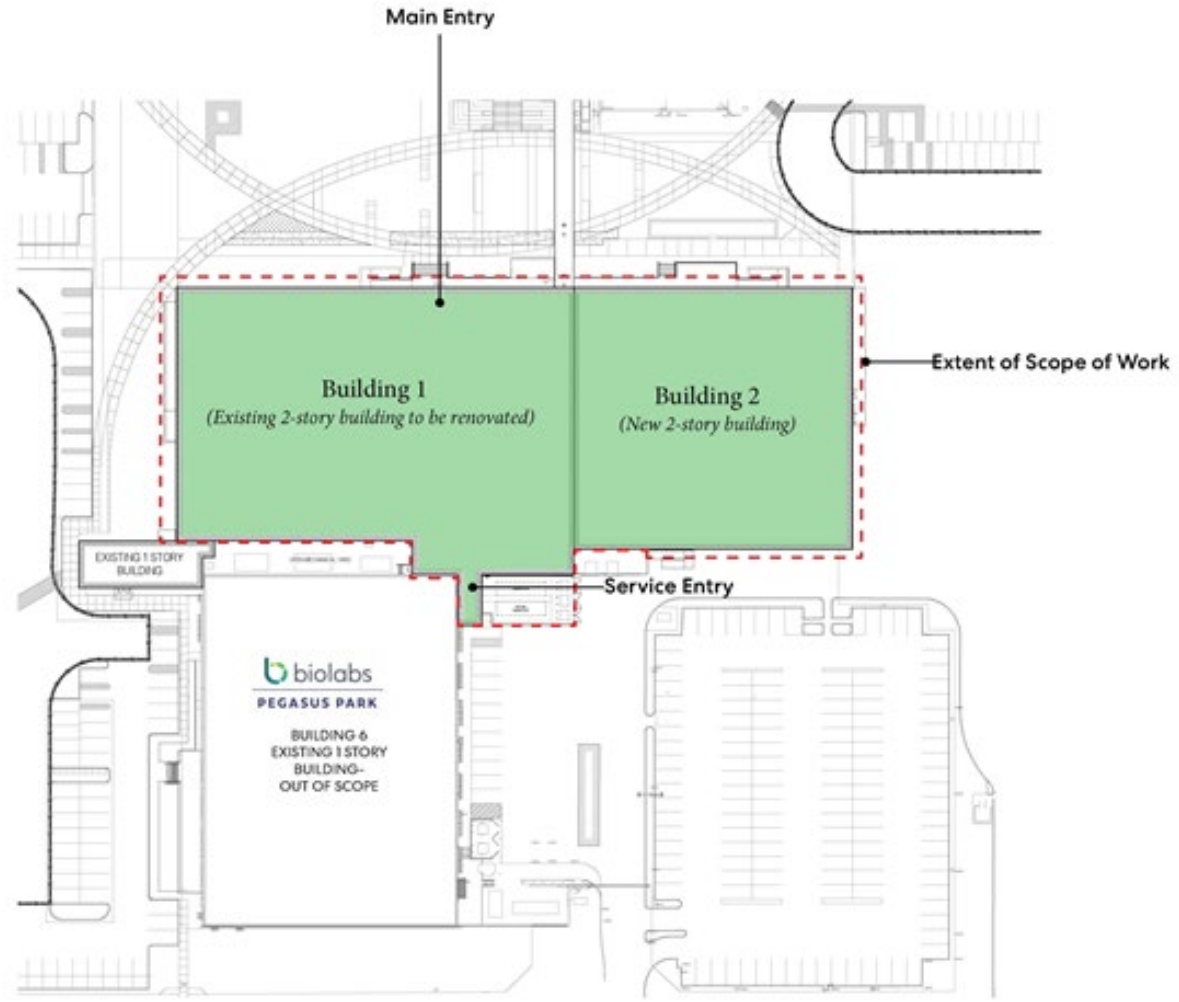 Main Entry
Extent of Scope of Work
Building 1
(Existing 2-story building to be renovated)
Building 2
(New 2-story building)
EXISTING 1 STORY
BUILDING
Service Entry
biolabs
PEGASUS PARK
BUILDING 6
EXISTING 1 STORY
BUILDING-
OUT OF SCOPE